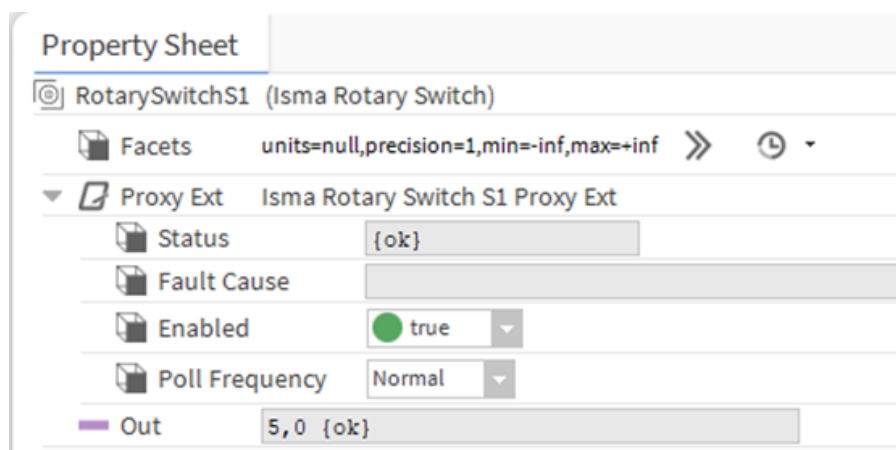 Property Sheet
RotarySwitchS1 (Isma Rotary Switch)
Facets units=null,precision=1,min=-inf,max=+inf
Proxy Ext Isma Rotary Switch S1 Proxy Ext
Status {ok}
Fault Cause
Enabled true
Poll Frequency Normal
Out 5,0 {ok}